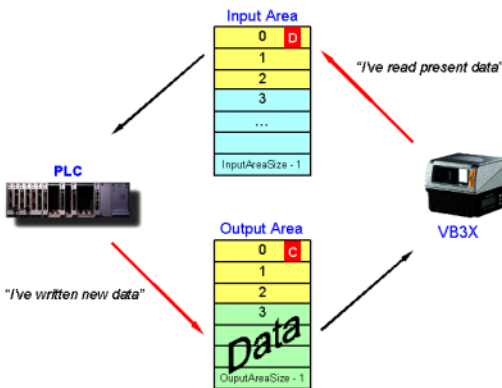 Input Area
0 D
1
2
3
...
InputAreaSize - 1
"I've read present data"
PLC
VB3X
Output Area
0 C
1
2
3
Data
OuputAreaSize - 1
"I've written new data"